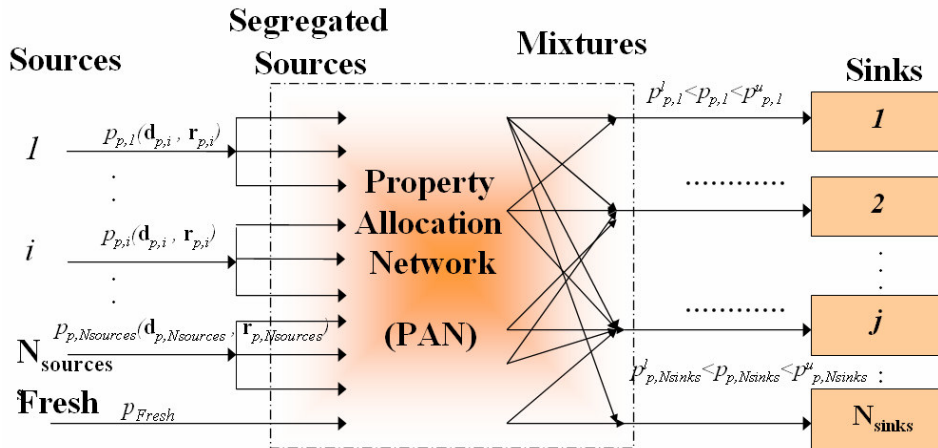 Segregated
Sources
Sources
Mixtures
Sinks
p^l_{p,1}<p_{p,1}<p^u_{p,1}
1
p_{p,1}(d_{p,i}, r_{p,i})
1
Property
Allocation
Network
(PAN)
............
2
i
p_{p,i}(d_{p,i}, r_{p,i})
............
j
p_{p,Nsources}(d_{p,Nsources}, r_{p,Nsources})
N_{sources}
s
p^l_{p,Nsinks}<p_{p,Nsinks}<p^u_{p,Nsinks}
Fresh
p_{Fresh}
N_{sinks}